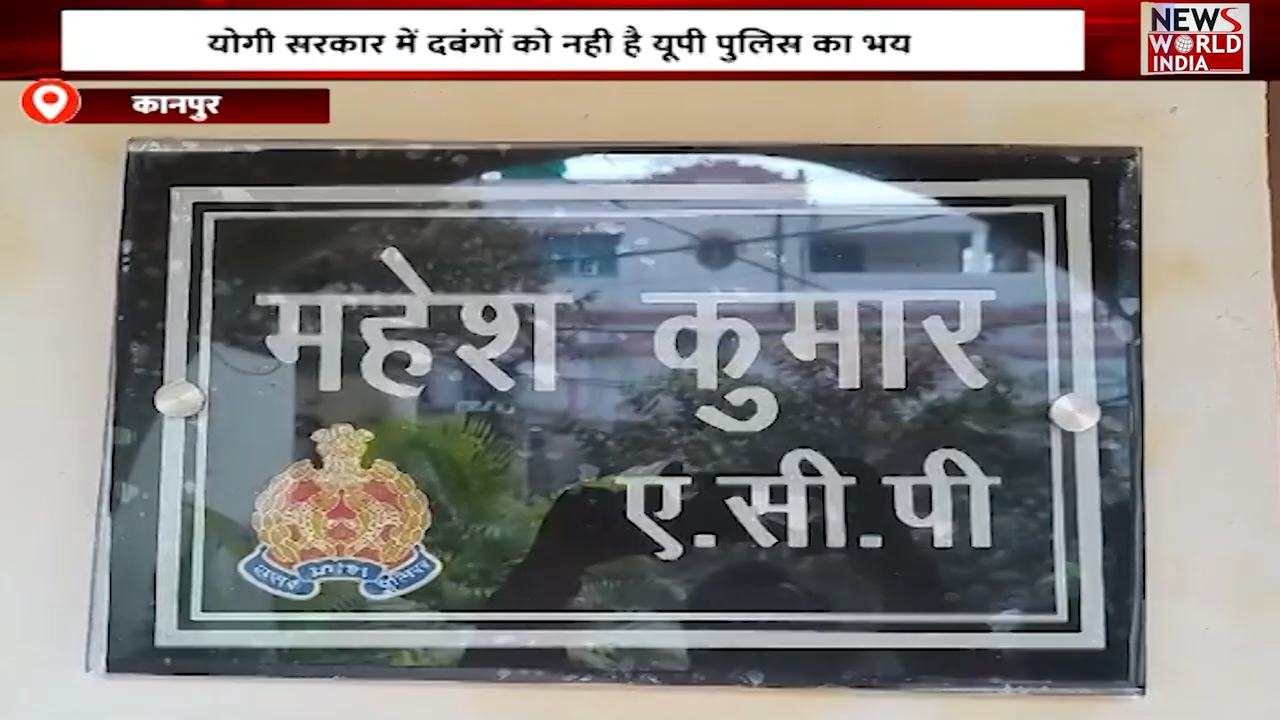 योगी सरकार में दबंगों को नही है यूपी पुलिस का भय
NEWS
WORLD
INDIA
कानपुर
महेश कुमार
ए.सी.पी